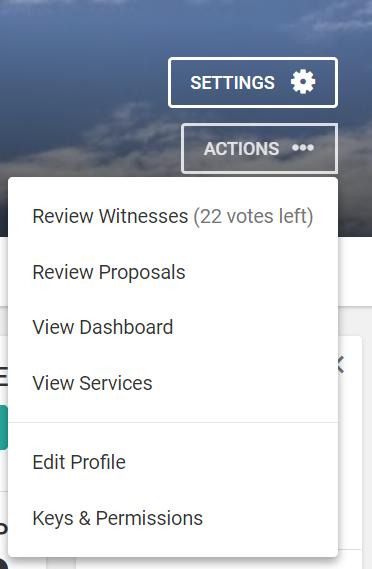 SETTINGS
ACTIONS
Review Witnesses (22 votes left)
Review Proposals
View Dashboard
View Services
Edit Profile
Keys & Permissions